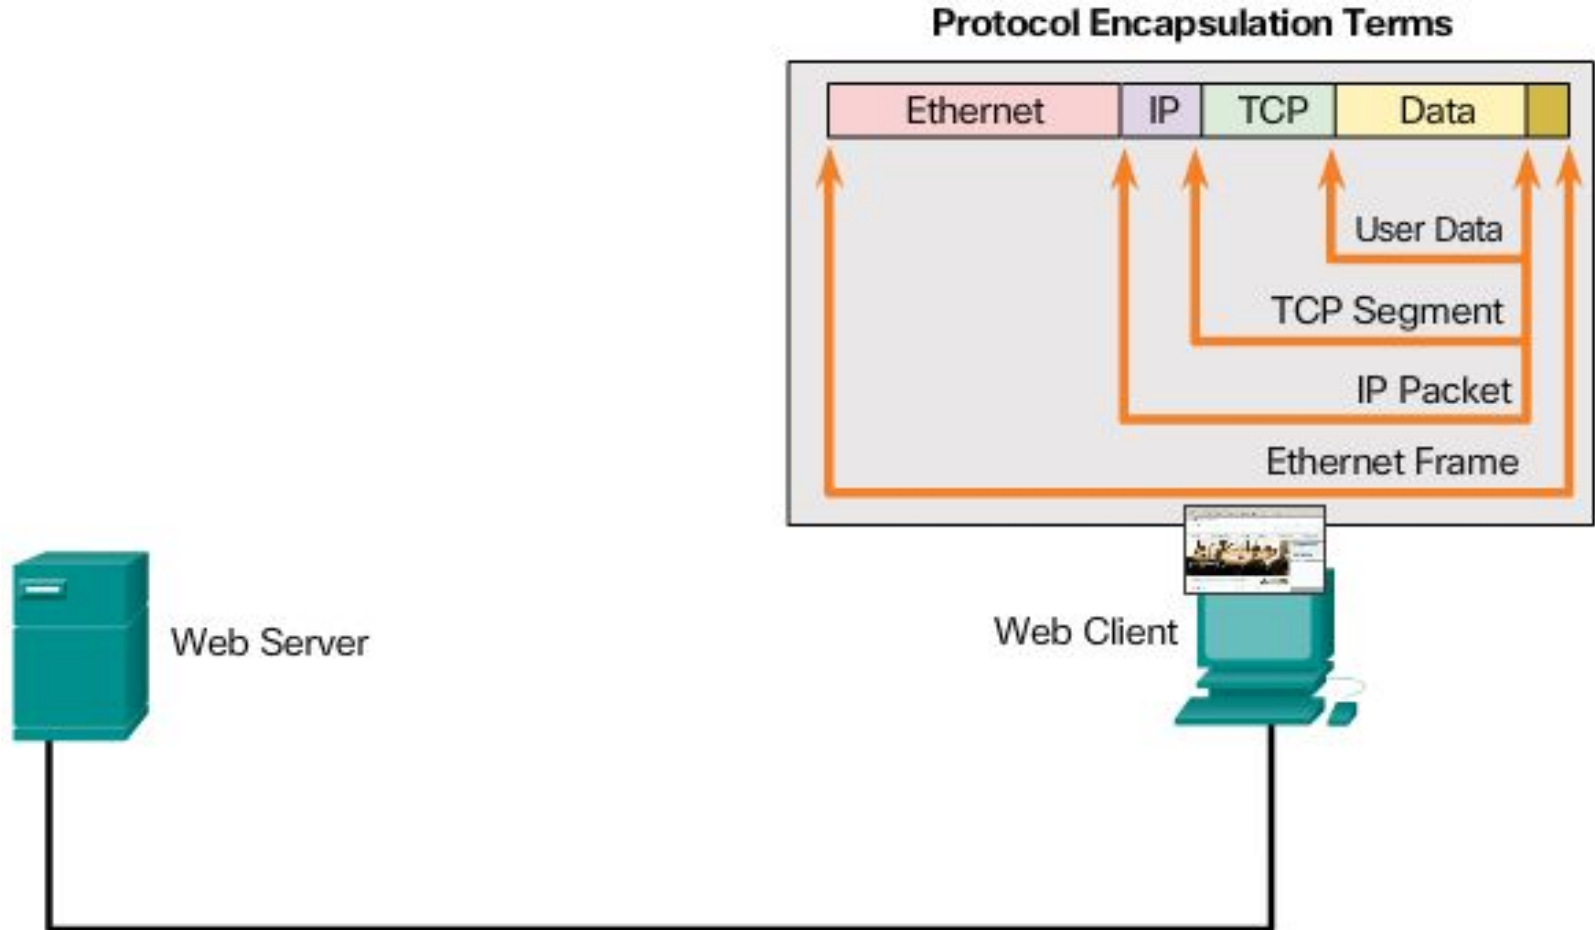 Protocol Encapsulation Terms
Ethernet IP TCP Data
User Data
TCP Segment
IP Packet
Ethernet Frame
Web Server
Web Client